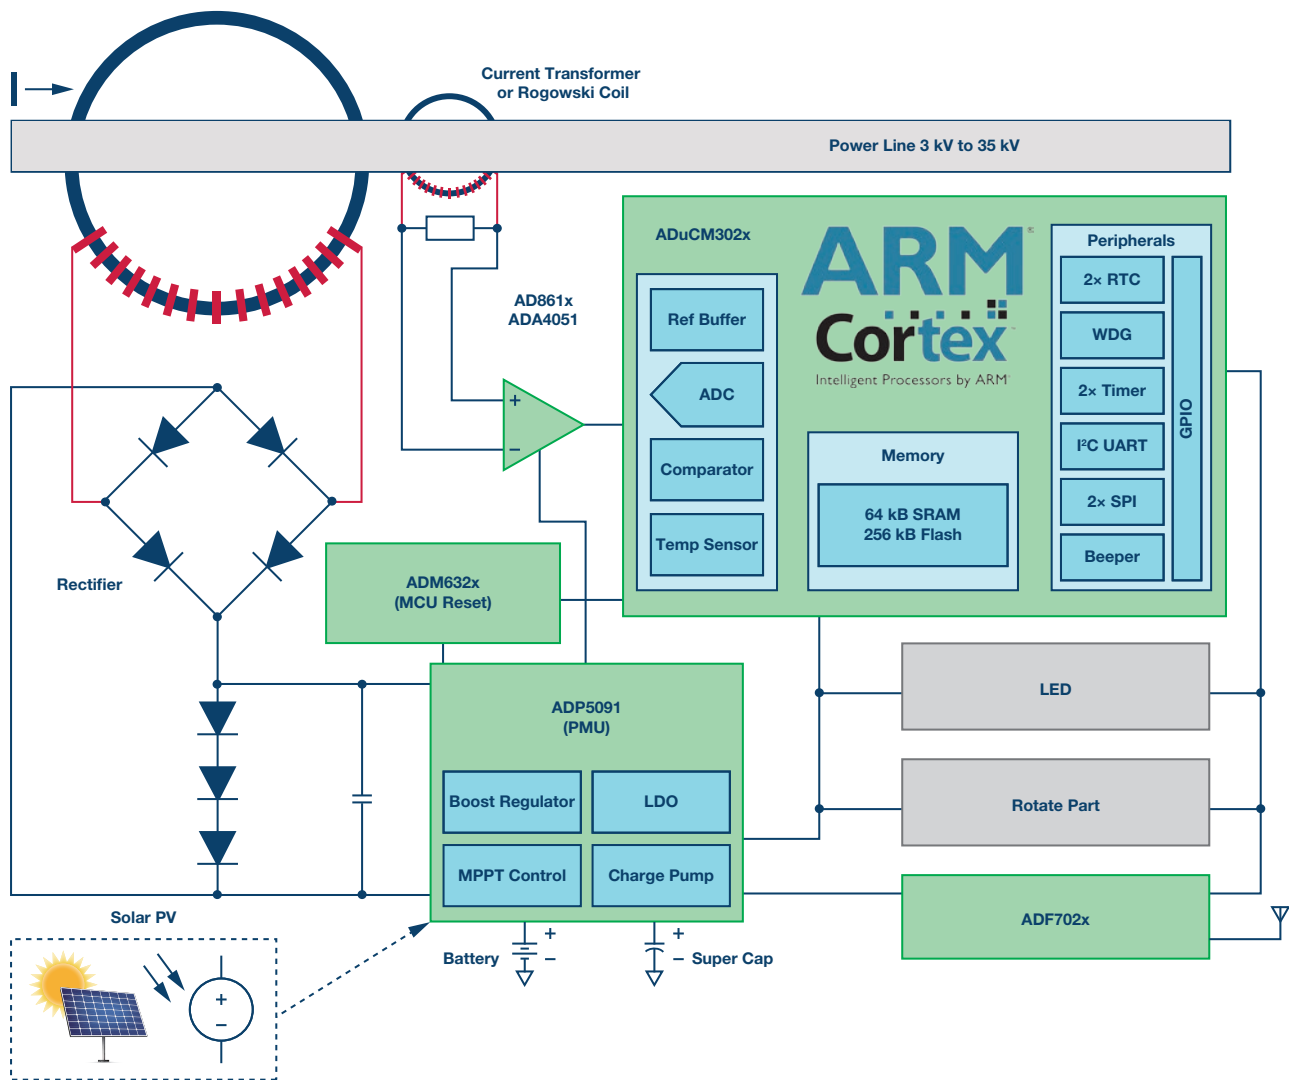 I
Current Transformer
or Rogowski Coil
Power Line 3 kV to 35 kV
ADuCM302x
ARM®
Cortex™
Intelligent Processors by ARM®
Peripherals
2× RTC
WDG
2× Timer
I²C UART
2× SPI
Beeper
GPIO
Ref Buffer
ADC
Comparator
Temp Sensor
Memory
64 kB SRAM
256 kB Flash
AD861x
ADA4051
+
−
Rectifier
ADM632x
(MCU Reset)
ADP5091
(PMU)
Boost Regulator
LDO
MPPT Control
Charge Pump
LED
Rotate Part
ADF702x
Solar PV
+
−
Battery
+
−
+
− Super Cap